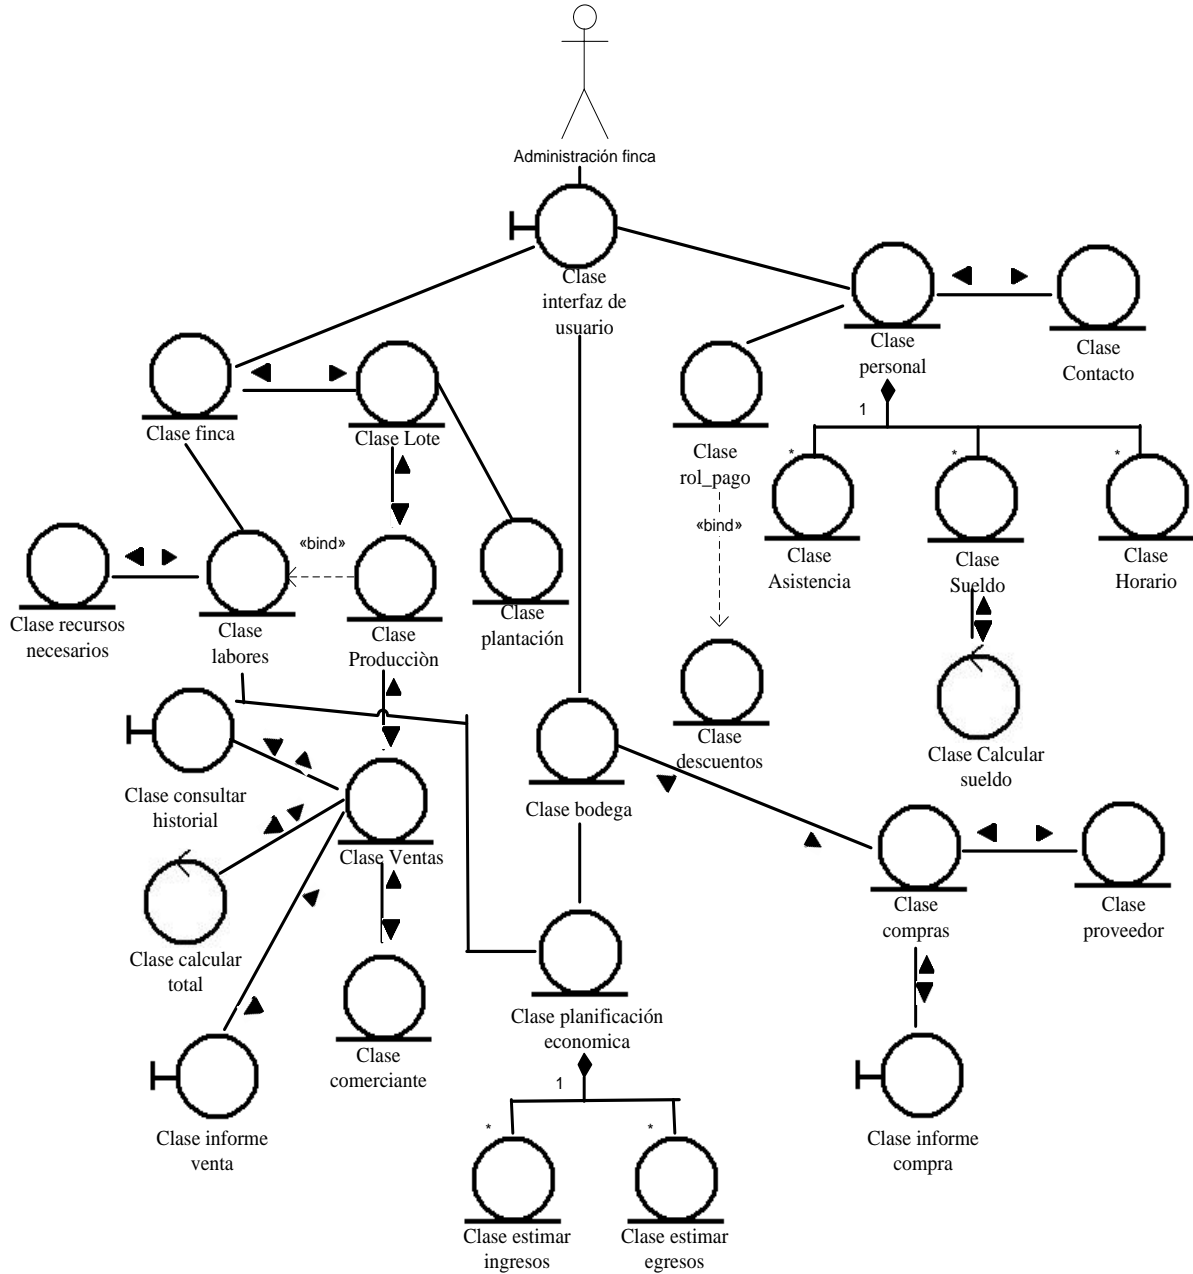 Administración finca
Clase
interfaz de
usuario
Clase
personal
Clase
Contacto
Clase finca
Clase Lote
Clase
rol_pago
1
*
*
*
«bind»
«bind»
Clase
Asistencia
Clase
Sueldo
Clase
Horario
Clase recursos
necesarios
Clase
labores
Clase
Producciòn
Clase
plantación
Clase
descuentos
Clase Calcular
sueldo
Clase consultar
historial
Clase Ventas
Clase bodega
Clase
compras
Clase
proveedor
Clase calcular
total
Clase planificación
economica
Clase
comerciante
1
*
*
Clase informe
venta
Clase informe
compra
Clase estimar
ingresos
Clase estimar
egresos